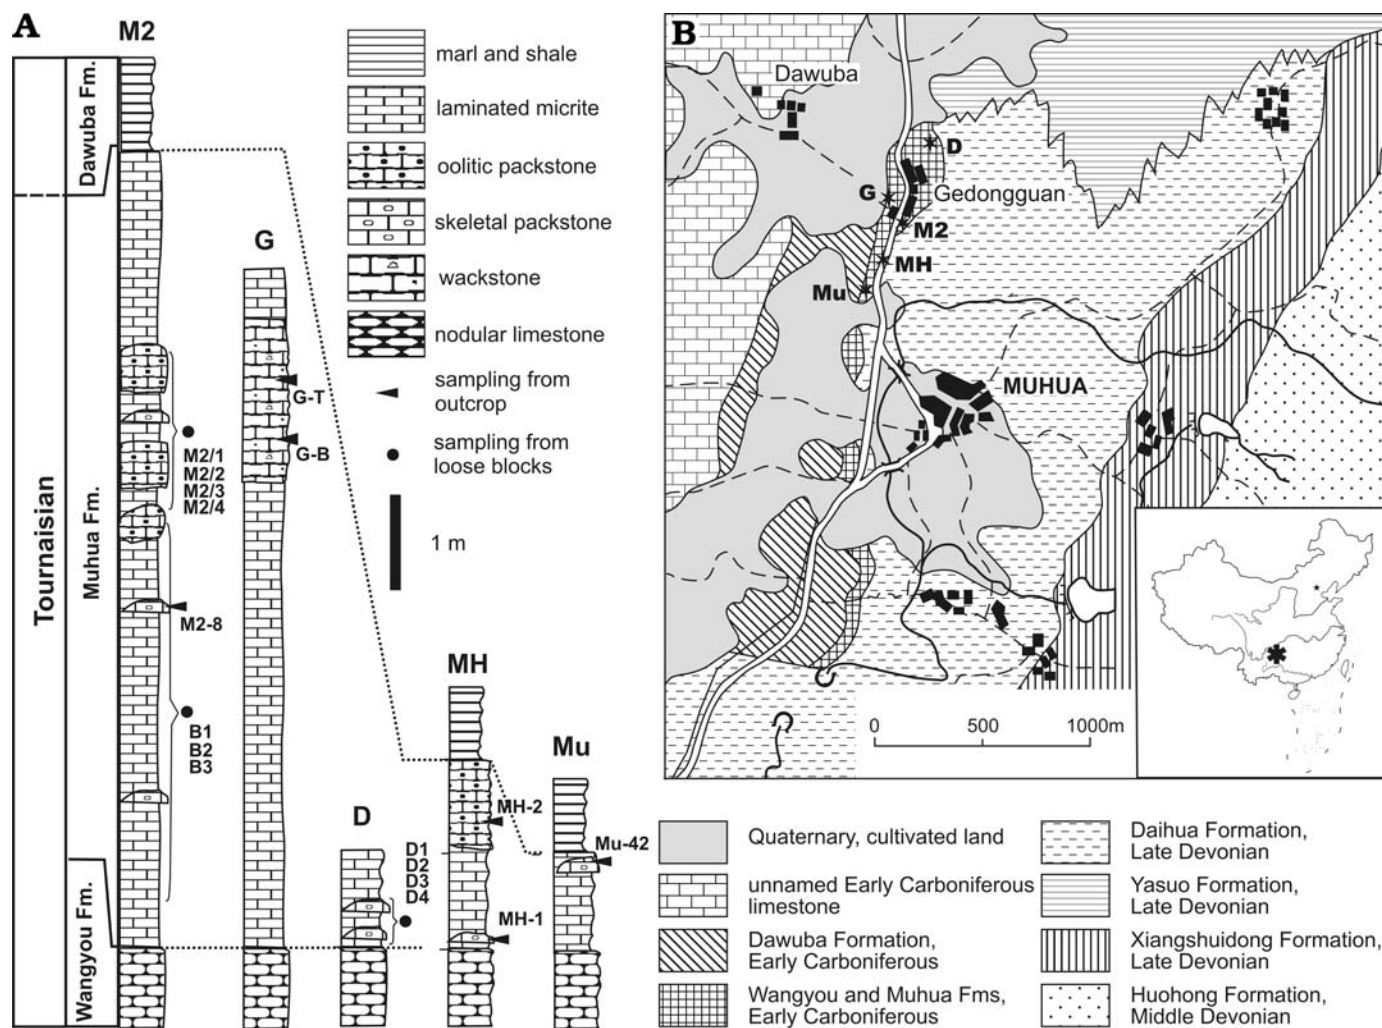 A
M2
Dawuba Fm.
Muhua Fm.
Wangyou Fm.
Tournaisian
M2/1
M2/2
M2/3
M2/4
M2-8
B1
B2
B3
G
G-T
G-B
D
D1
D2
D3
D4
MH
MH-2
MH-1
Mu
Mu-42
marl and shale
laminated micrite
oolitic packstone
skeletal packstone
wackstone
nodular limestone
sampling from
outcrop
sampling from
loose blocks
1 m
B
Dawuba
D
G
Gedongguan
M2
MH
Mu
MUHUA
0 500 1000m
Quaternary, cultivated land
unnamed Early Carboniferous
limestone
Dawuba Formation,
Early Carboniferous
Wangyou and Muhua Fms,
Early Carboniferous
Daihua Formation,
Late Devonian
Yasuo Formation,
Late Devonian
Xiangshuidong Formation,
Late Devonian
Huohong Formation,
Middle Devonian